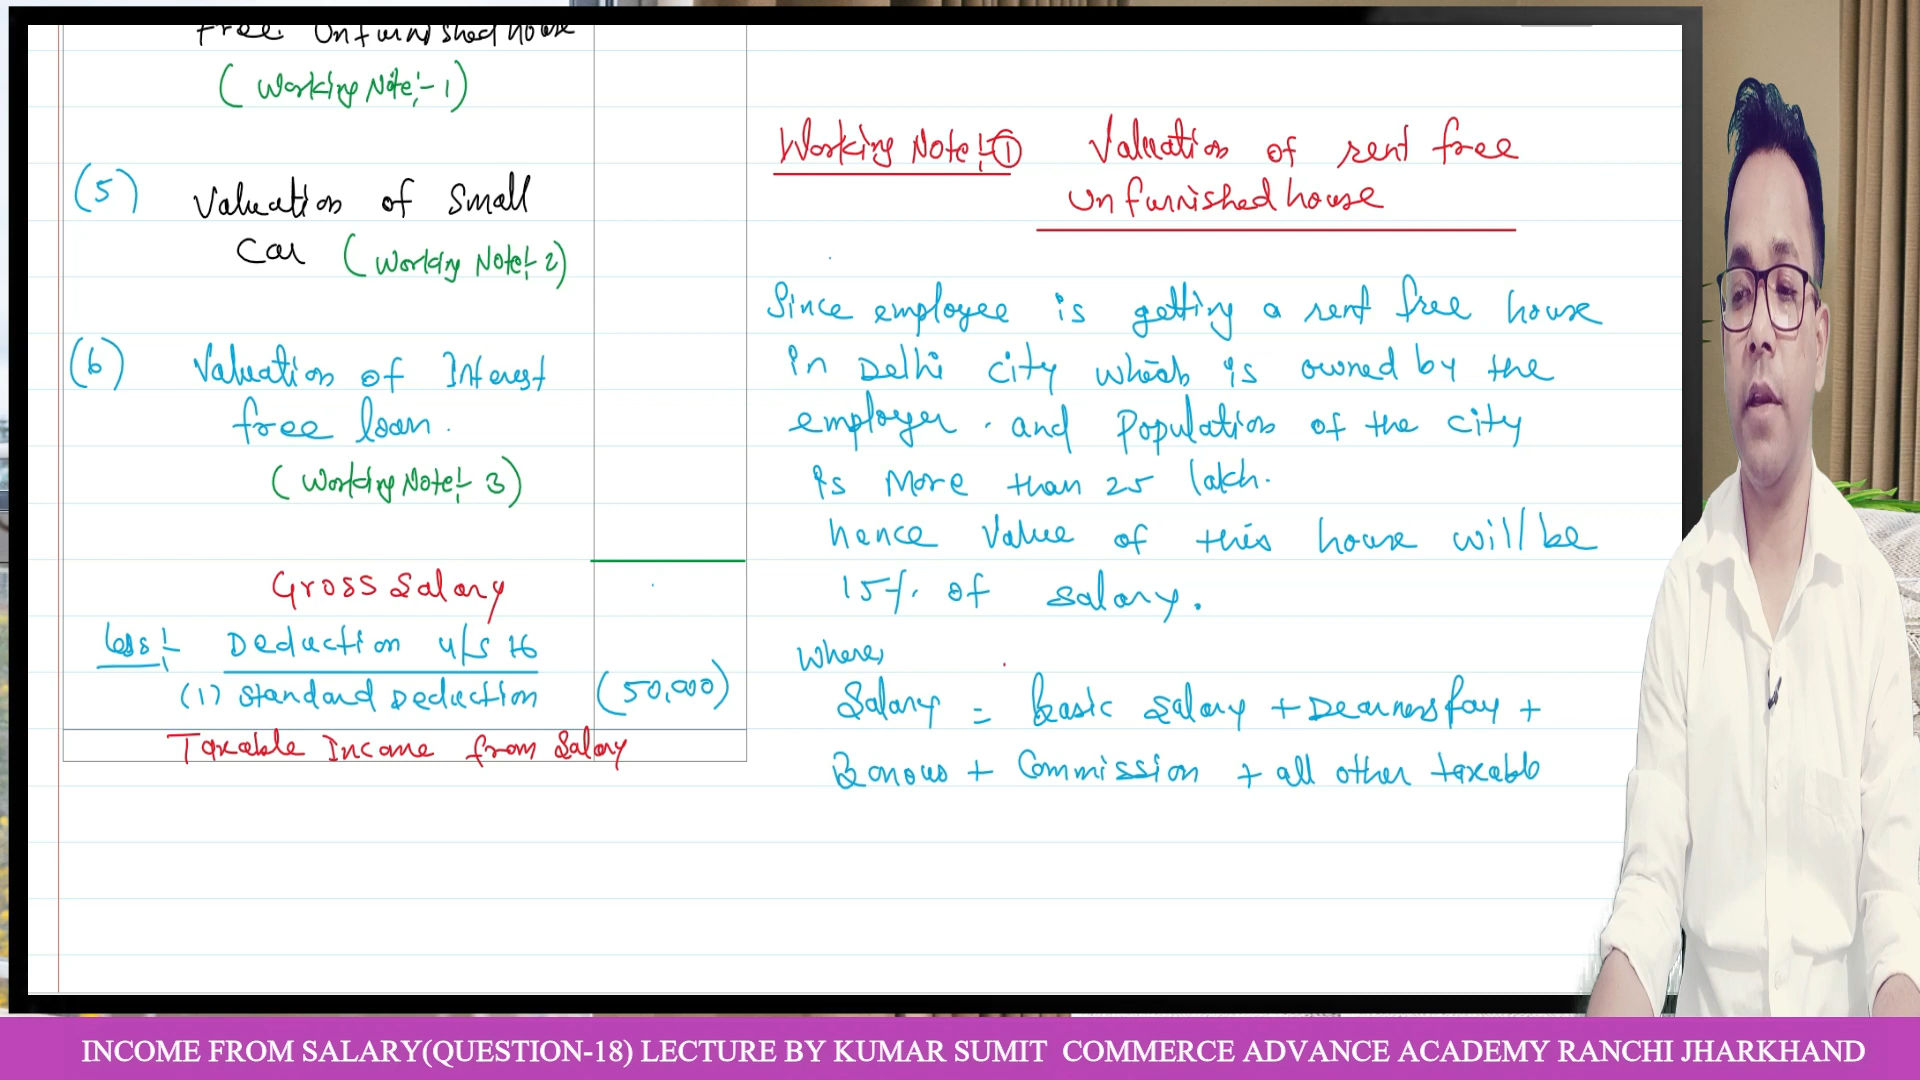 Free Unfurnished house
(Working Note:- 1)
(5) Valuation of Small
Car (Working Note:- 2)
(6) Valuation of Interest
free loan.
(Working Note:- 3)
Gross Salary
Less:- Deduction u/s 16
(1) Standard Deduction (50,000)
Taxable Income from Salary
Working Note:- 1 Valuation of rent free
Unfurnished house
Since employee is getting a rent free house
in Delhi city which is owned by the
employer. and Population of the city
is More than 25 lakh.
hence Value of this house will be
15% of salary.
Where,
Salary = Basic Salary + Dearness Pay +
Bonous + Commission + all other taxable
INCOME FROM SALARY(QUESTION-18) LECTURE BY KUMAR SUMIT COMMERCE ADVANCE ACADEMY RANCHI JHARKHAND